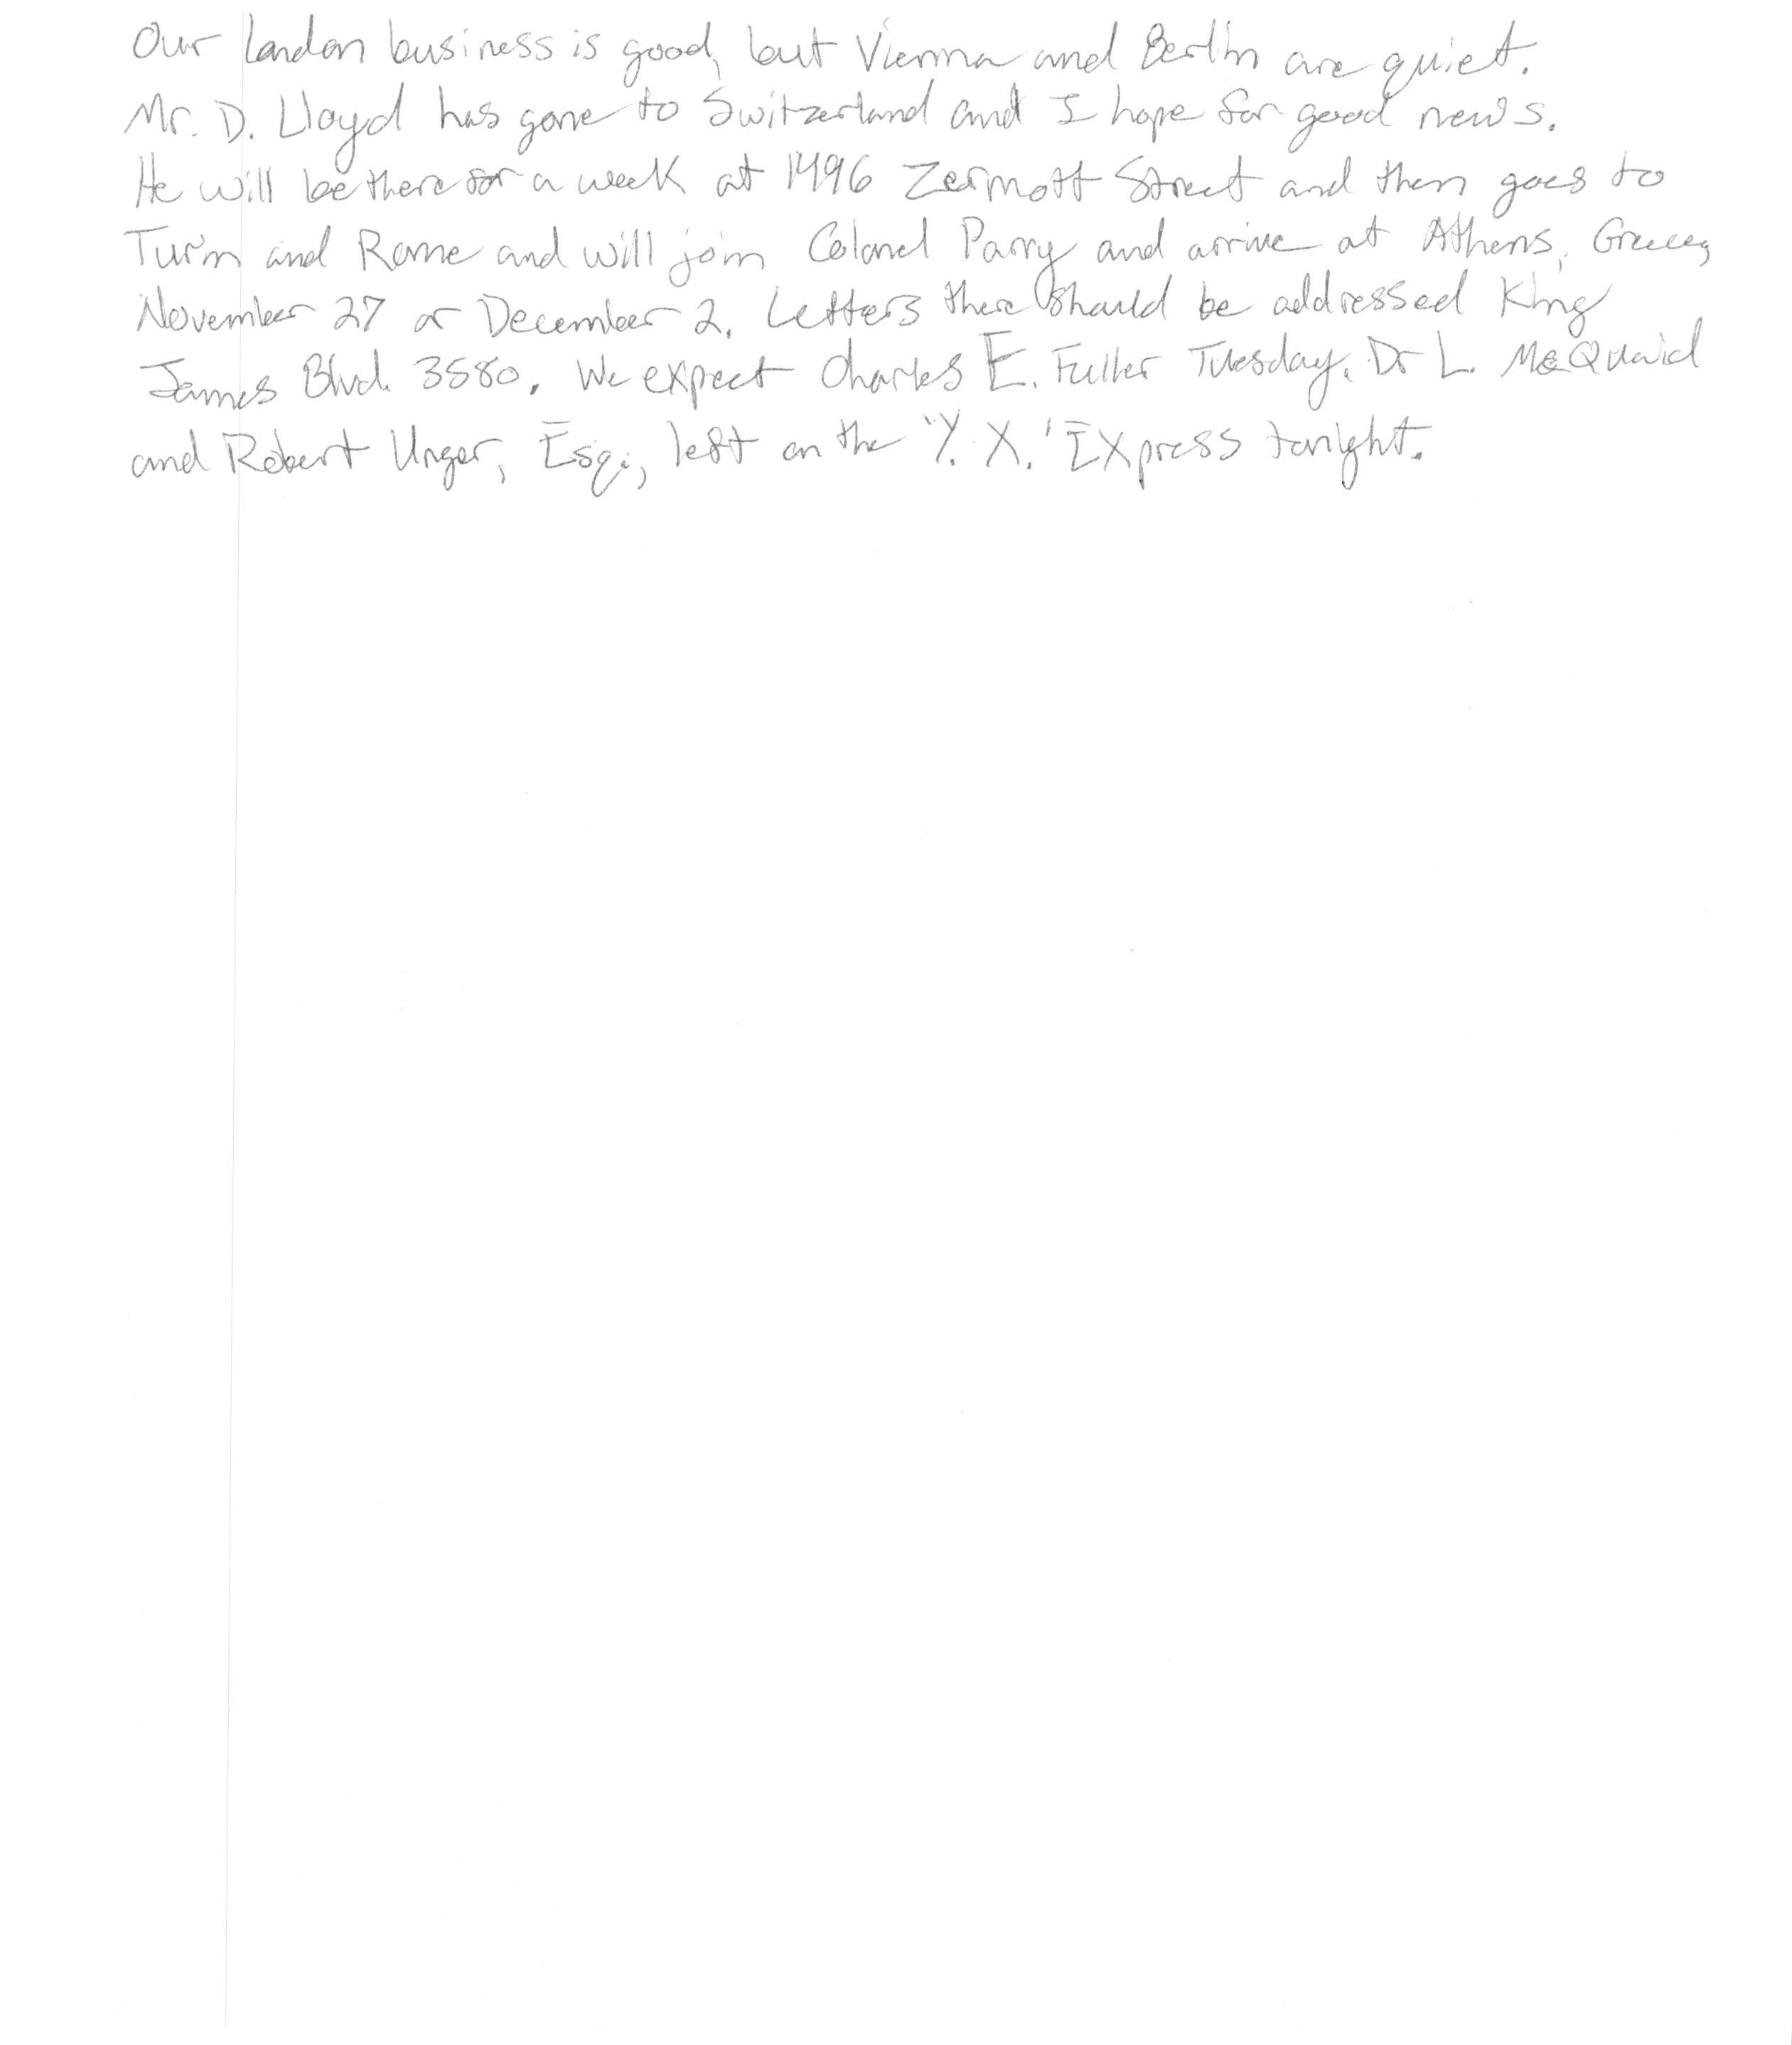 Our London business is good, but Vienna and Berlin are quiet.
Mr. D. Lloyd has gone to Switzerland and I hope for good news.
He will be there for a week at 1496 Zermott Street and then goes to
Turin and Rome and will join Colonel Parry and arrive at Athens, Greece,
November 27 or December 2. Letters there should be addressed King
James Blvd. 3580. We expect Charles E. Fuller Tuesday. Dr L. McQuaid
and Robert Unger, Esq., left on the 'Y. X.' Express tonight.